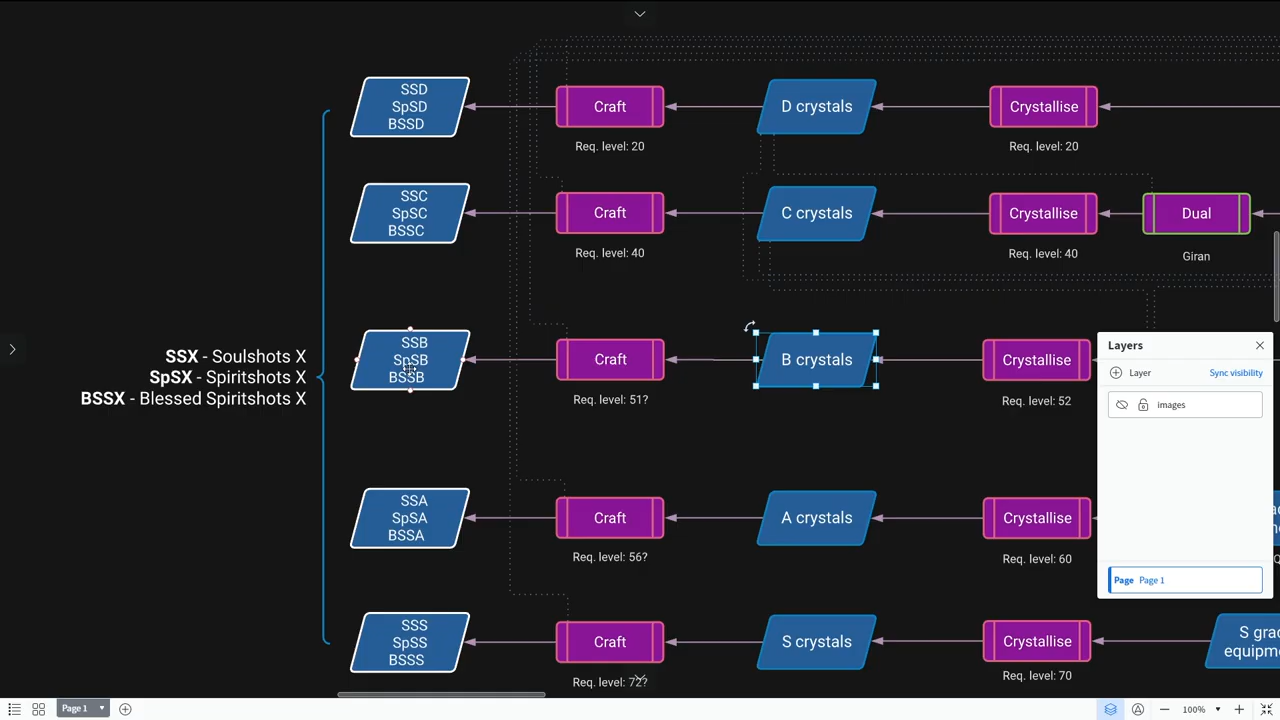 SSD
SpSD
BSSD
Craft
D crystals
Crystallise
Req. level: 20
Req. level: 20
SSC
SpSC
BSSC
Craft
C crystals
Crystallise
Dual
Req. level: 40
Req. level: 40
Giran
SSX - Soulshots X
SpSX - Spiritshots X
BSSX - Blessed Spiritshots X
SSB
SpSB
BSSB
Craft
B crystals
Crystallise
Req. level: 51?
Req. level: 52
Layers
Layer
Sync visibility
images
Page Page 1
SSA
SpSA
BSSA
Craft
A crystals
Crystallise
Req. level: 56?
Req. level: 60
SSS
SpSS
BSSS
Craft
S crystals
Crystallise
S
Req. level: 72?
Req. level: 70
Page 1
100%